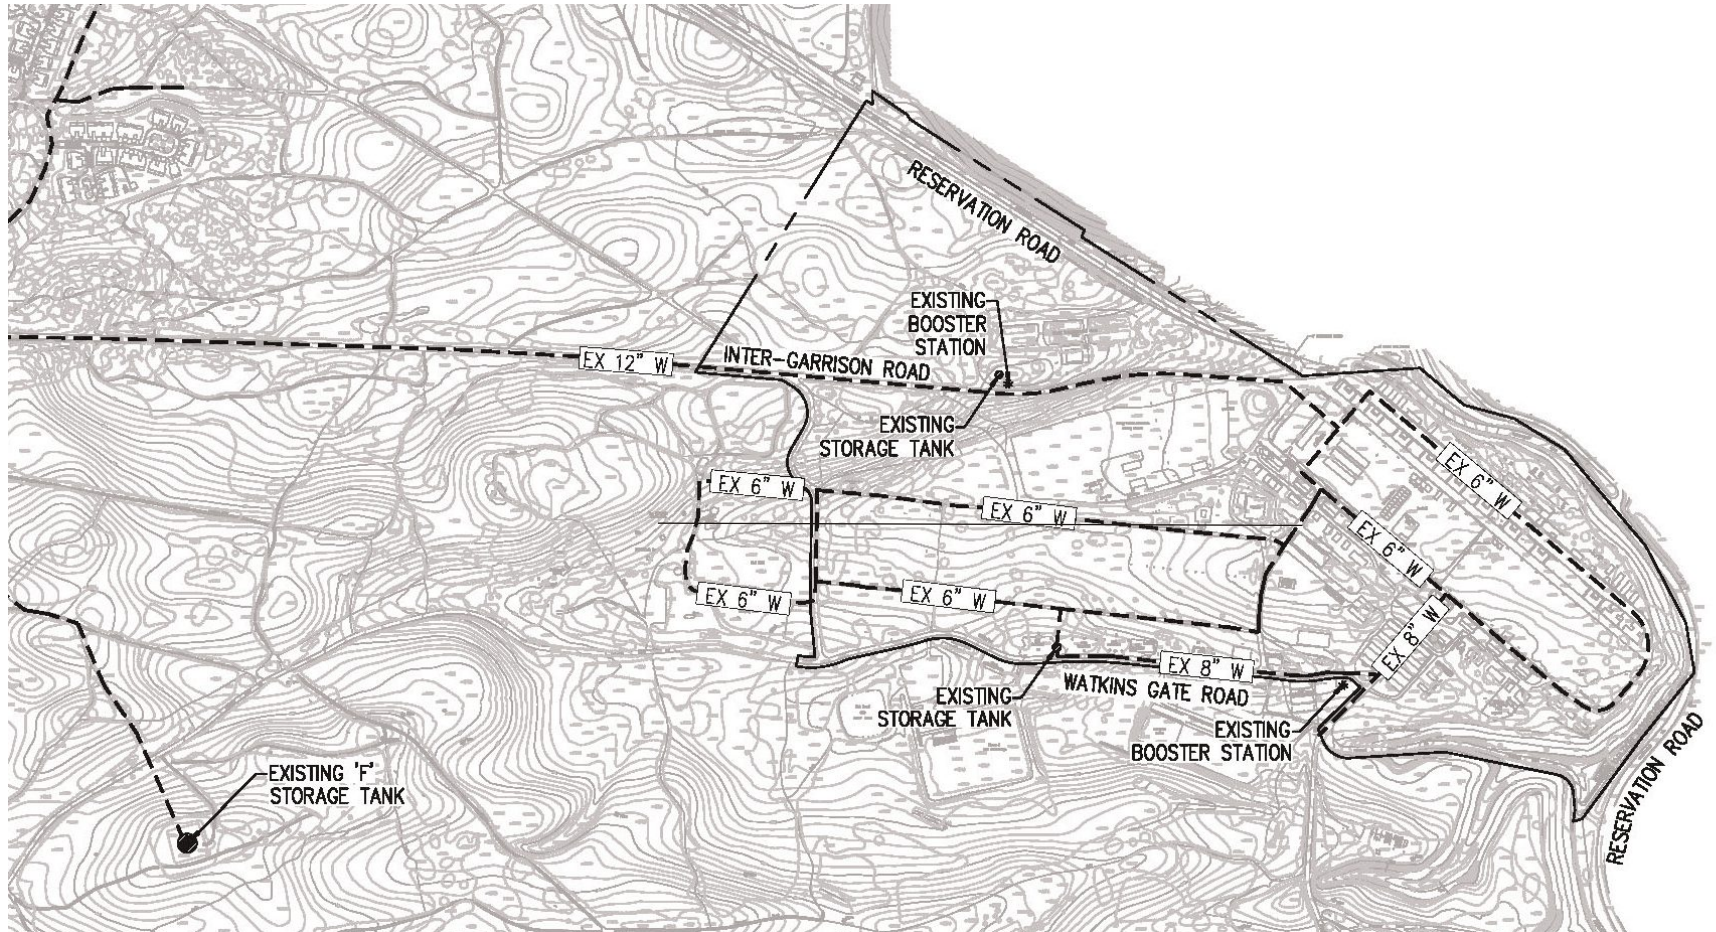 RESERVATION ROAD
EXISTING
BOOSTER
STATION
EX 12" W
INTER-GARRISON ROAD
EXISTING
STORAGE TANK
EX 6" W
EX 6" W
EX 6" W
EX 6" W
EX 6" W
EX 6" W
EX 8" W
EX 8" W
WATKINS GATE ROAD
EXISTING
STORAGE TANK
EXISTING
BOOSTER STATION
RESERVATION ROAD
EXISTING 'F'
STORAGE TANK